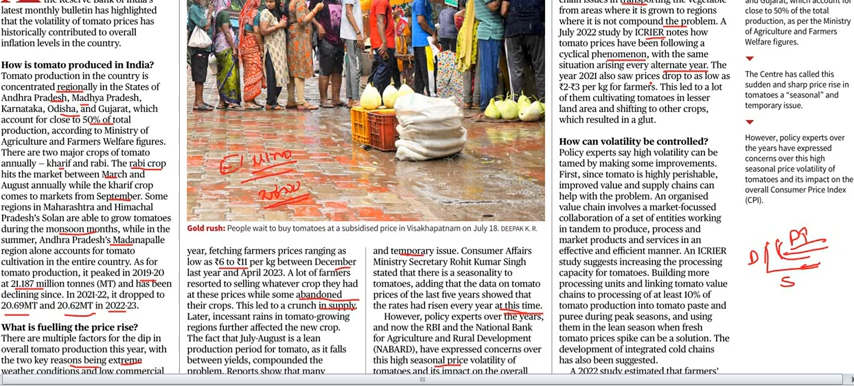 the Reserve Bank of India's
latest monthly bulletin has highlighted
that the volatility of tomato prices has
historically contributed to overall
inflation levels in the country.
How is tomato produced in India?
Tomato production in the country is
concentrated regionally in the States of
Andhra Pradesh, Madhya Pradesh,
Karnataka, Odisha, and Gujarat, which
account for close to 50% of total
production, according to Ministry of
Agriculture and Farmers Welfare figures.
There are two major crops of tomato
annually — kharif and rabi. The rabi crop
hits the market between March and
August annually while the kharif crop
comes to markets from September. Some
regions in Maharashtra and Himachal
Pradesh's Solan are able to grow tomatoes
during the monsoon months, while in the
summer, Andhra Pradesh's Madanapalle
region alone accounts for tomato
cultivation in the entire country. As for
tomato production, it peaked in 2019-20
at 21.187 million tonnes (MT) and has been
declining since. In 2021-22, it dropped to
20.69MT and 20.62MT in 2022-23.
What is fuelling the price rise?
There are multiple factors for the dip in
overall tomato production this year, with
the two key reasons being extreme
weather conditions and low commercial
Gold rush: People wait to buy tomatoes at a subsidised price in Visakhapatnam on July 18. DEEPAK K. R.
year, fetching farmers prices ranging as
low as ₹6 to ₹11 per kg between December
last year and April 2023. A lot of farmers
resorted to selling whatever crop they had
at these prices while some abandoned
their crops. This led to a crunch in supply.
Later, incessant rains in tomato-growing
regions further affected the new crop.
The fact that July-August is a lean
production period for tomato, as it falls
between yields, compounded the
problem. Reports show that many
and temporary issue. Consumer Affairs
Ministry Secretary Rohit Kumar Singh
stated that there is a seasonality to
tomatoes, adding that the data on tomato
prices of the last five years showed that
the rates had risen every year at this time.
However, policy experts over the years,
and now the RBI and the National Bank
for Agriculture and Rural Development
(NABARD), have expressed concerns over
this high seasonal price volatility of
tomatoes and its impact on the overall
chain issues in transporting the vegetable
from areas where it is grown to regions
where it is not compound the problem. A
July 2022 study by ICRIER notes how
tomato prices have been following a
cyclical phenomenon, with the same
situation arising every alternate year. The
year 2021 also saw prices drop to as low as
₹2-₹3 per kg for farmers. This led to a lot
of them cultivating tomatoes in lesser
land area and shifting to other crops,
which resulted in a glut.
How can volatility be controlled?
Policy experts say high volatility can be
tamed by making some improvements.
First, since tomato is highly perishable,
improved value and supply chains can
help with the problem. An organised
value chain involves a market-focussed
collaboration of a set of entities working
in tandem to produce, process and
market products and services in an
effective and efficient manner. An ICRIER
study suggests increasing the processing
capacity for tomatoes. Building more
processing units and linking tomato value
chains to processing of at least 10% of
tomato production into tomato paste and
puree during peak seasons, and using
them in the lean season when fresh
tomato prices spike can be a solution. The
development of integrated cold chains
has also been suggested.
A 2022 study estimated that farmers'
and Gujarat, which account for
close to 50% of the total
production, as per the Ministry
of Agriculture and Farmers
Welfare figures.
The Centre has called this
sudden and sharp price rise in
tomatoes a "seasonal" and
temporary issue.
However, policy experts over
the years have expressed
concerns over this high
seasonal price volatility of
tomatoes and its impact on the
overall Consumer Price Index
(CPI).
D
S